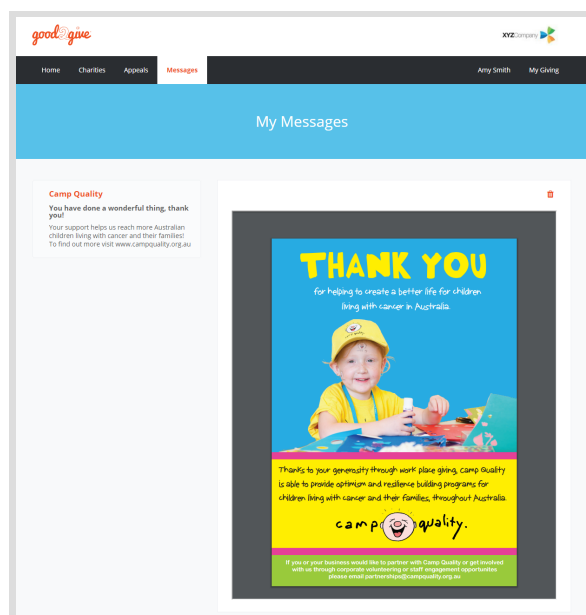 good2give
XYZCompany
Home Charities Appeals Messages Amy Smith My Giving
My Messages
Camp Quality
You have done a wonderful thing, thank
you!
Your support helps us reach more Australian
children living with cancer and their families!
To find out more visit www.campquality.org.au
THANK YOU
for helping to create a better life for children
living with cancer in Australia.
Thanks to your generosity through work place giving, Camp Quality
is able to provide optimism and resilience building programs for
children living with cancer and their families, throughout Australia.
camp quality.
If you or your business would like to partner with Camp Quality or get involved
with us through corporate volunteering or staff engagement opportunites
please email partnerships@campquality.org.au